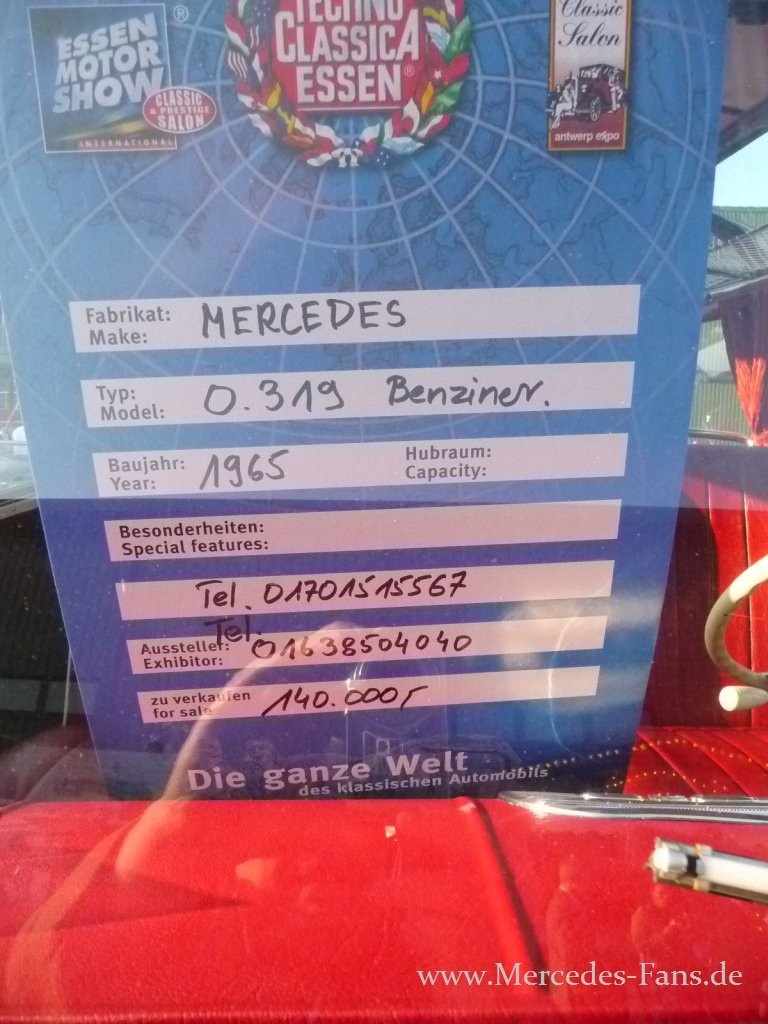 ESSEN
MOTOR
SHOW
®
CLASSIC
& PRESTIGE
SALON
INTERNATIONAL
TECHNO
CLASSICA
ESSEN®
Classic
Salon
antwerp expo
Fabrikat: MERCEDES
Make:
Typ: O.319 Benziner.
Model:
Baujahr: 1965 Hubraum:
Year: Capacity:
Besonderheiten:
Special features:
Tel. 01701515567
Tel.
Aussteller: 01638504040
Exhibitor:
zu verkaufen 140.000,-
for sale
Die ganze Welt
des klassischen Automobils
www.Mercedes-Fans.de